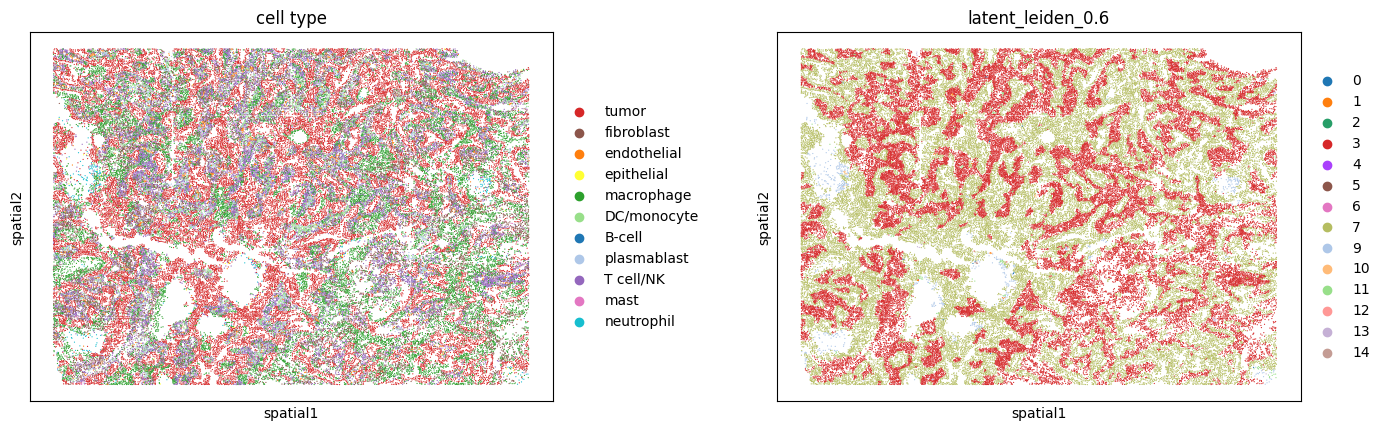 cell type
spatial2
spatial1
tumor
fibroblast
endothelial
epithelial
macrophage
DC/monocyte
B-cell
plasmablast
T cell/NK
mast
neutrophil
latent_leiden_0.6
spatial2
spatial1
0
1
2
3
4
5
6
7
9
10
11
12
13
14